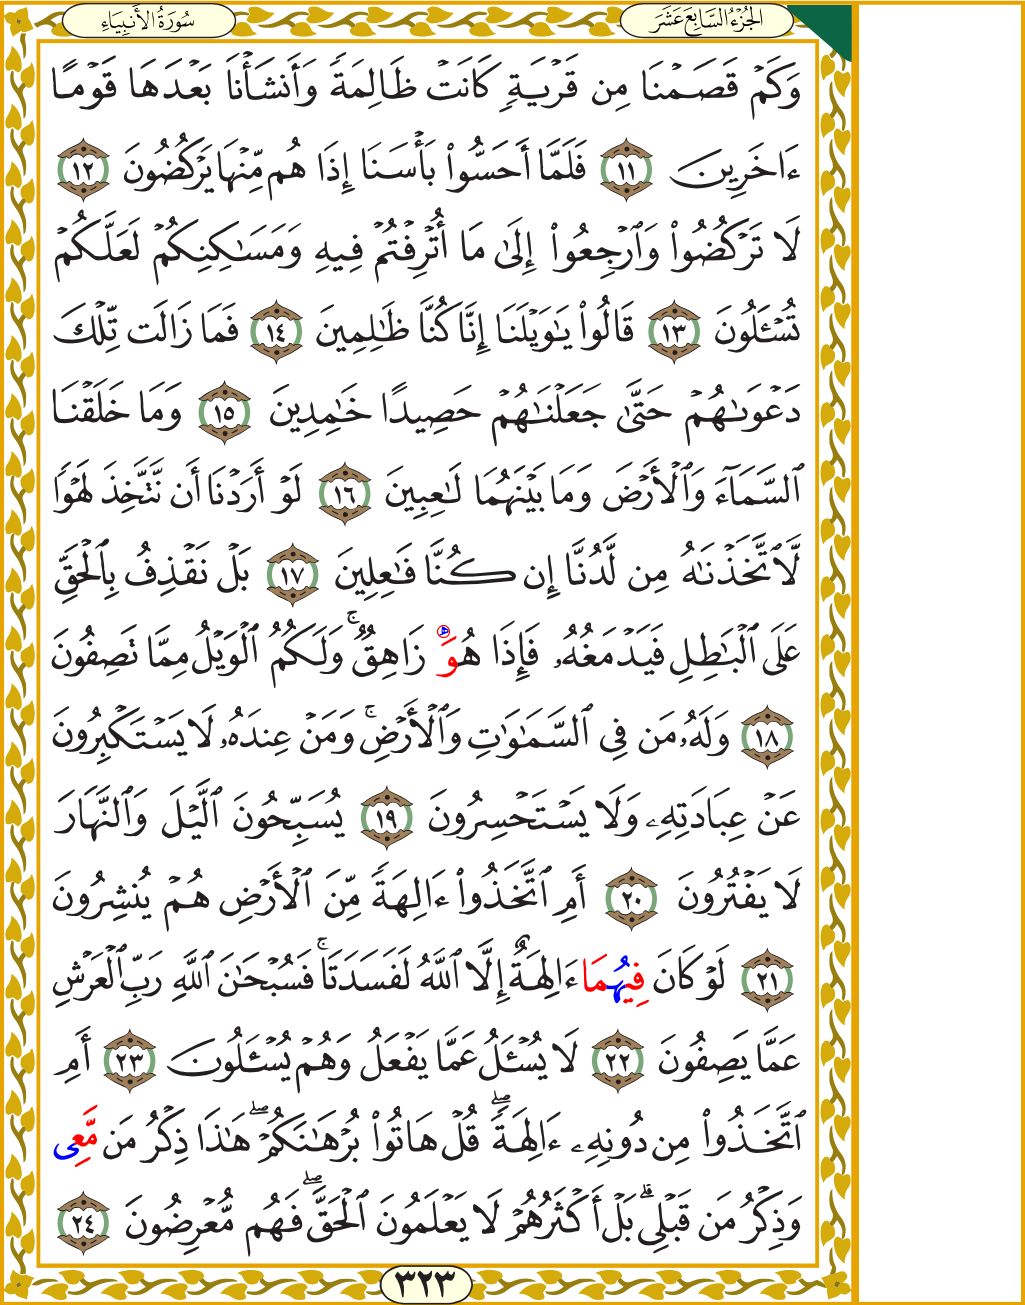 الجُزْءُ السَّابِعَ عَشَرَ
سُورَةُ الأَنبِيَاءِ
وَكَمۡ قَصَمۡنَا مِن قَرۡيَةٖ كَانَتۡ ظَالِمَةٗ وَأَنشَأۡنَا بَعۡدَهَا قَوۡمًا
ءَاخَرِينَ ١١ فَلَمَّآ أَحَسُّواْ بَأۡسَنَا إِذَا هُم مِّنۡهَا يَرۡكُضُونَ ١٢
لَا تَرۡكُضُواْ وَٱرۡجِعُواْ إِلَىٰ مَا أُتۡرِفۡتُمۡ فِيهِ وَمَسَٰكِنِكُمۡ لَعَلَّكُمۡ
تُسۡـَٔلُونَ ١٣ قَالُواْ يَٰوَيۡلَنَا إِنَّا كُنَّا ظَٰلِمِينَ ١٤ فَمَا زَالَت تِّلۡكَ
دَعۡوَىٰهُمۡ حَتَّىٰ جَعَلۡنَٰهُمۡ حَصِيدًا خَٰمِدِينَ ١٥ وَمَا خَلَقۡنَا
ٱلسَّمَآءَ وَٱلۡأَرۡضَ وَمَا بَيۡنَهُمَا لَٰعِبِينَ ١٦ لَوۡ أَرَدۡنَا أَن نَّتَّخِذَ لَهۡوٗا
لَّٱتَّخَذۡنَٰهُ مِن لَّدُنَّا إِن كُنَّا فَٰعِلِينَ ١٧ بَلۡ نَقۡذِفُ بِٱلۡحَقِّ
عَلَى ٱلۡبَٰطِلِ فَيَدۡمَغُهُۥ فَإِذَا هُوَ زَاهِقٞۚ وَلَكُمُ ٱلۡوَيۡلُ مِمَّا تَصِفُونَ
١٨ وَلَهُۥ مَن فِي ٱلسَّمَٰوَٰتِ وَٱلۡأَرۡضِۚ وَمَنۡ عِندَهُۥ لَا يَسۡتَكۡبِرُونَ
عَنۡ عِبَادَتِهِۦ وَلَا يَسۡتَحۡسِرُونَ ١٩ يُسَبِّحُونَ ٱلَّيۡلَ وَٱلنَّهَارَ
لَا يَفۡتُرُونَ ٢٠ أَمِ ٱتَّخَذُواْ ءَالِهَةٗ مِّنَ ٱلۡأَرۡضِ هُمۡ يُنشِرُونَ
٢١ لَوۡ كَانَ فِيهُمَا ءَالِهَةٌ إِلَّا ٱللَّهُ لَفَسَدَتَاۚ فَسُبۡحَٰنَ ٱللَّهِ رَبِّ ٱلۡعَرۡشِ
عَمَّا يَصِفُونَ ٢٢ لَا يُسۡـَٔلُ عَمَّا يَفۡعَلُ وَهُمۡ يُسۡـَٔلُونَ ٢٣ أَمِ
ٱتَّخَذُواْ مِن دُونِهِۦ ءَالِهَةٗۖ قُلۡ هَاتُواْ بُرۡهَٰنَكُمۡۖ هَٰذَا ذِكۡرُ مَن مَّعِي
وَذِكۡرُ مَن قَبۡلِيۗ بَلۡ أَكۡثَرُهُمۡ لَا يَعۡلَمُونَ ٱلۡحَقَّۖ فَهُم مُّعۡرِضُونَ ٢٤
٣٢٣